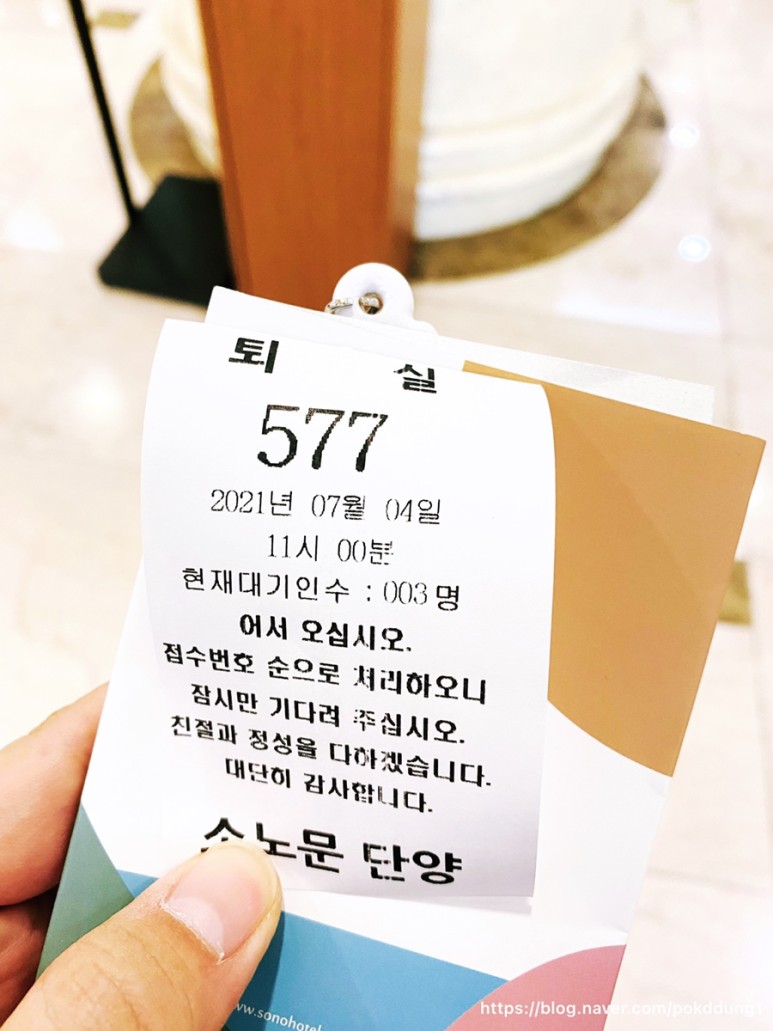 퇴 실
577
2021년 07월 04일
11시 00분
현재대기인수 : 003 명
어서 오십시오.
접수번호 순으로 처리하오니
잠시만 기다려 주십시오.
친절과 정성을 다하겠습니다.
대단히 감사합니다.
소노문 단양
www.sonohotel
https://blog.naver.com/pokddung1